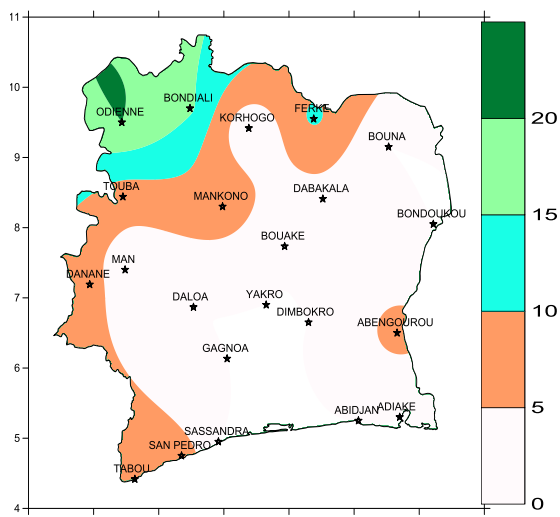 11
10
9
8
7
6
5
4
ODIENNE
BONDIALI
KORHOGO
FERKE
BOUNA
TOUBA
MANKONO
DABAKALA
BONDOUKOU
BOUAKE
MAN
DANANE
DALOA
YAKRO
DIMBOKRO
ABENGOUROU
GAGNOA
ABIDJAN
ADIAKE
SASSANDRA
SAN PEDRO
TABOU
20
15
10
5
0